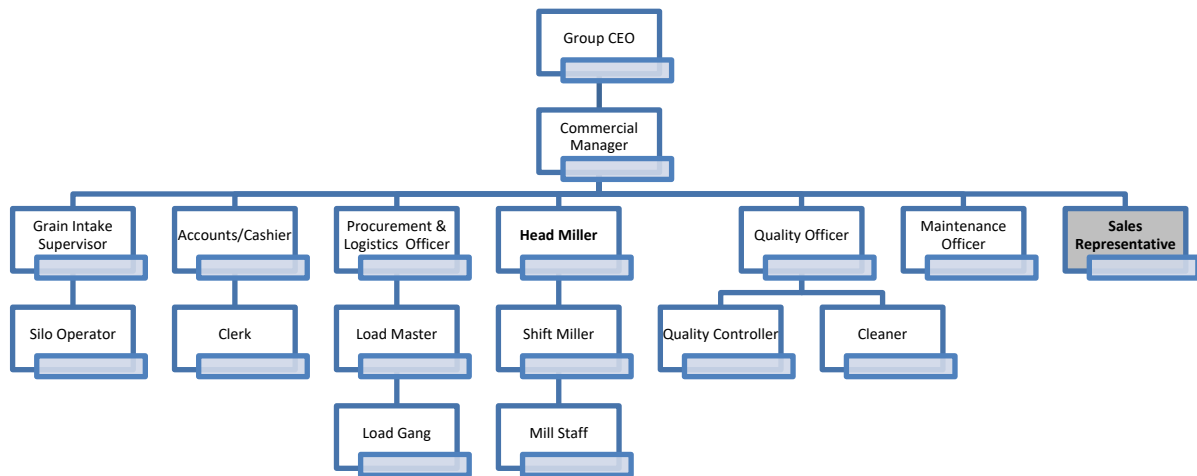 Group CEO
Commercial
Manager
Grain Intake
Supervisor
Accounts/Cashier
Procurement &
Logistics Officer
Head Miller
Quality Officer
Maintenance
Officer
Sales
Representative
Silo Operator
Clerk
Load Master
Shift Miller
Quality Controller
Cleaner
Load Gang
Mill Staff